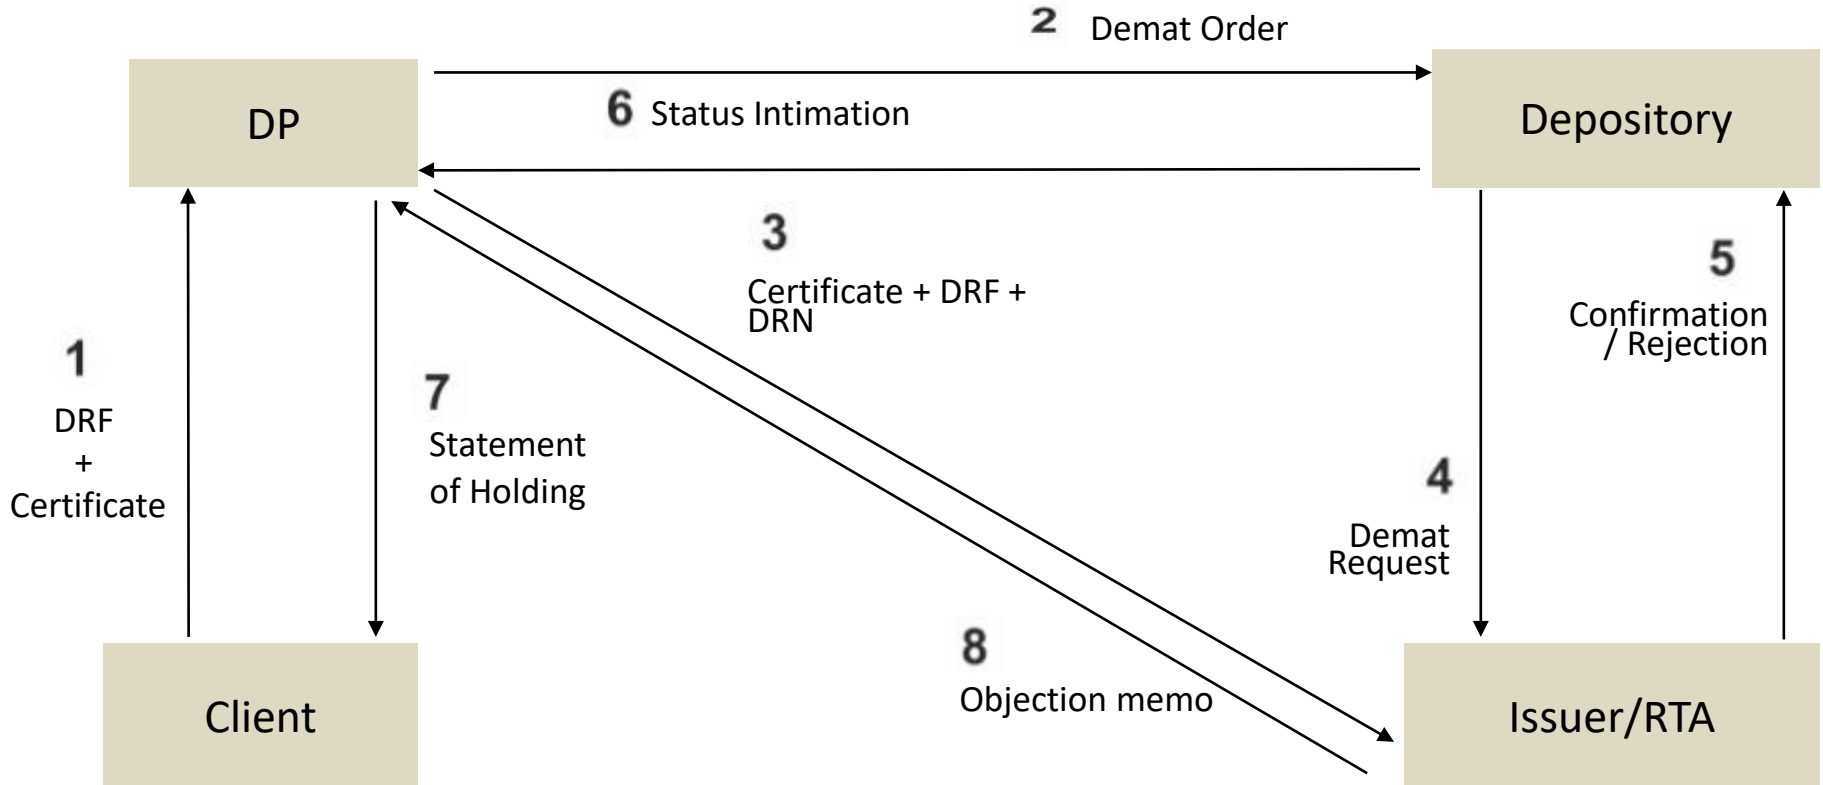 2 Demat Order
DP
6 Status Intimation
Depository
3
Certificate + DRF +
DRN
5
Confirmation
/ Rejection
1
DRF
+
Certificate
7
Statement
of Holding
4
Demat
Request
8
Objection memo
Client
Issuer/RTA